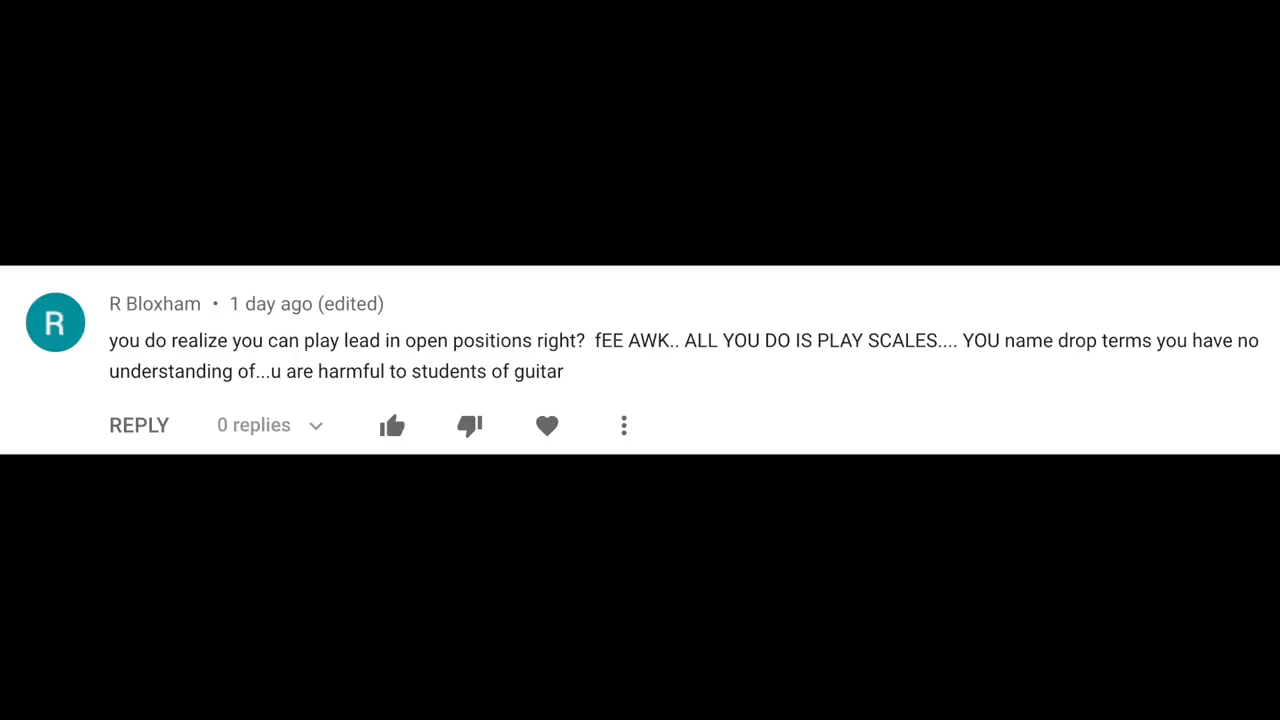 R
R Bloxham • 1 day ago (edited)
you do realize you can play lead in open positions right?  fEE AWK.. ALL YOU DO IS PLAY SCALES.... YOU name drop terms you have no
understanding of...u are harmful to students of guitar
REPLY 0 replies